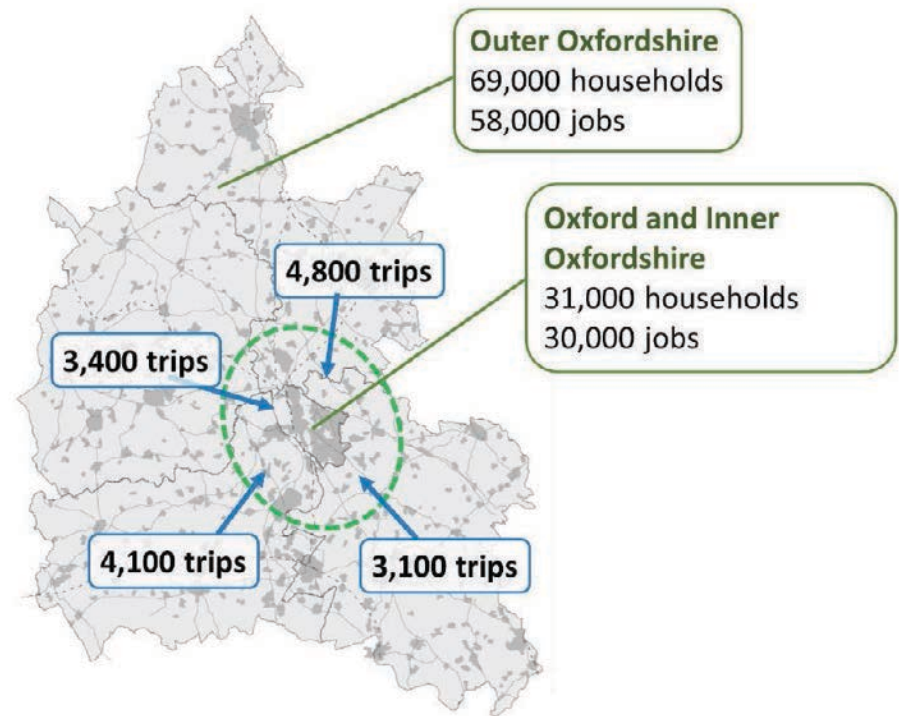 Outer Oxfordshire
69,000 households
58,000 jobs
Oxford and Inner
Oxfordshire
31,000 households
30,000 jobs
4,800 trips
3,400 trips
4,100 trips
3,100 trips